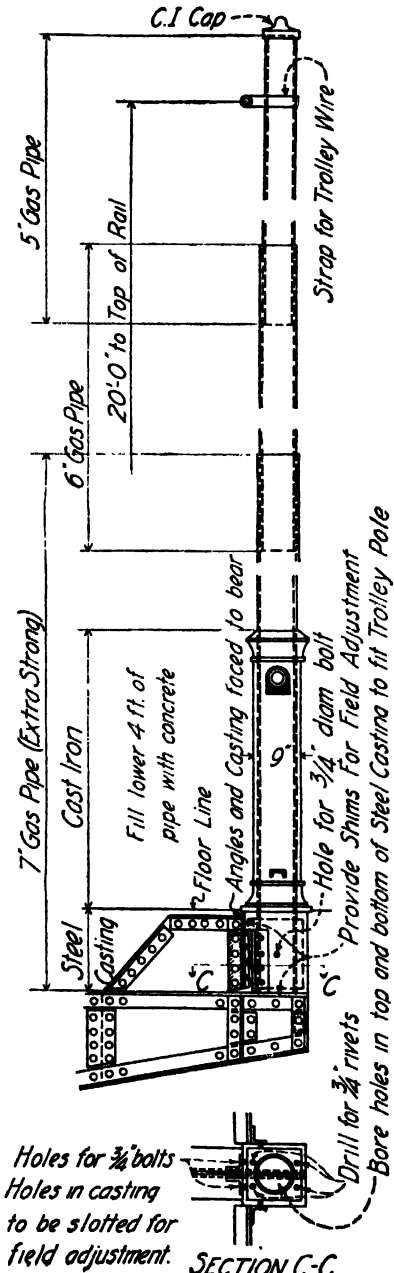 C.I Cap
5" Gas Pipe
Strap for Trolley Wire
20'-0" to Top of Rail
6" Gas Pipe
7" Gas Pipe (Extra Strong)
Cast Iron
Fill lower 4 ft. of
pipe with concrete
Floor Line
Angles and Casting faced to bear
9"
Hole for 3/4" diam bolt
Provide Shims For Field Adjustment
Drill for 3/4" rivets
Bore holes in top and bottom of Steel Casting to fit Trolley Pole
Steel
Casting
C
C
Holes for 3/4" bolts
Holes in casting
to be slotted for
field adjustment.
SECTION C-C